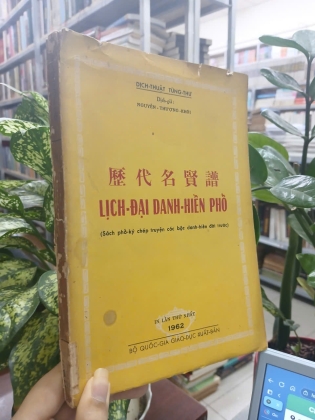 DỊCH-THUẬT TÙNG-THƯ
Dịch-giả:
NGUYỄN-THƯỢNG-KHÔI
歷代名賢譜
LỊCH-ĐẠI DANH-HIỀN PHỔ
(Sách phổ-ký chép truyện các bậc danh-hiền đời trước)
IN LẦN THỨ NHẤT
1962
BỘ QUỐC-GIA GIÁO-DỤC XUẤT-BẢN